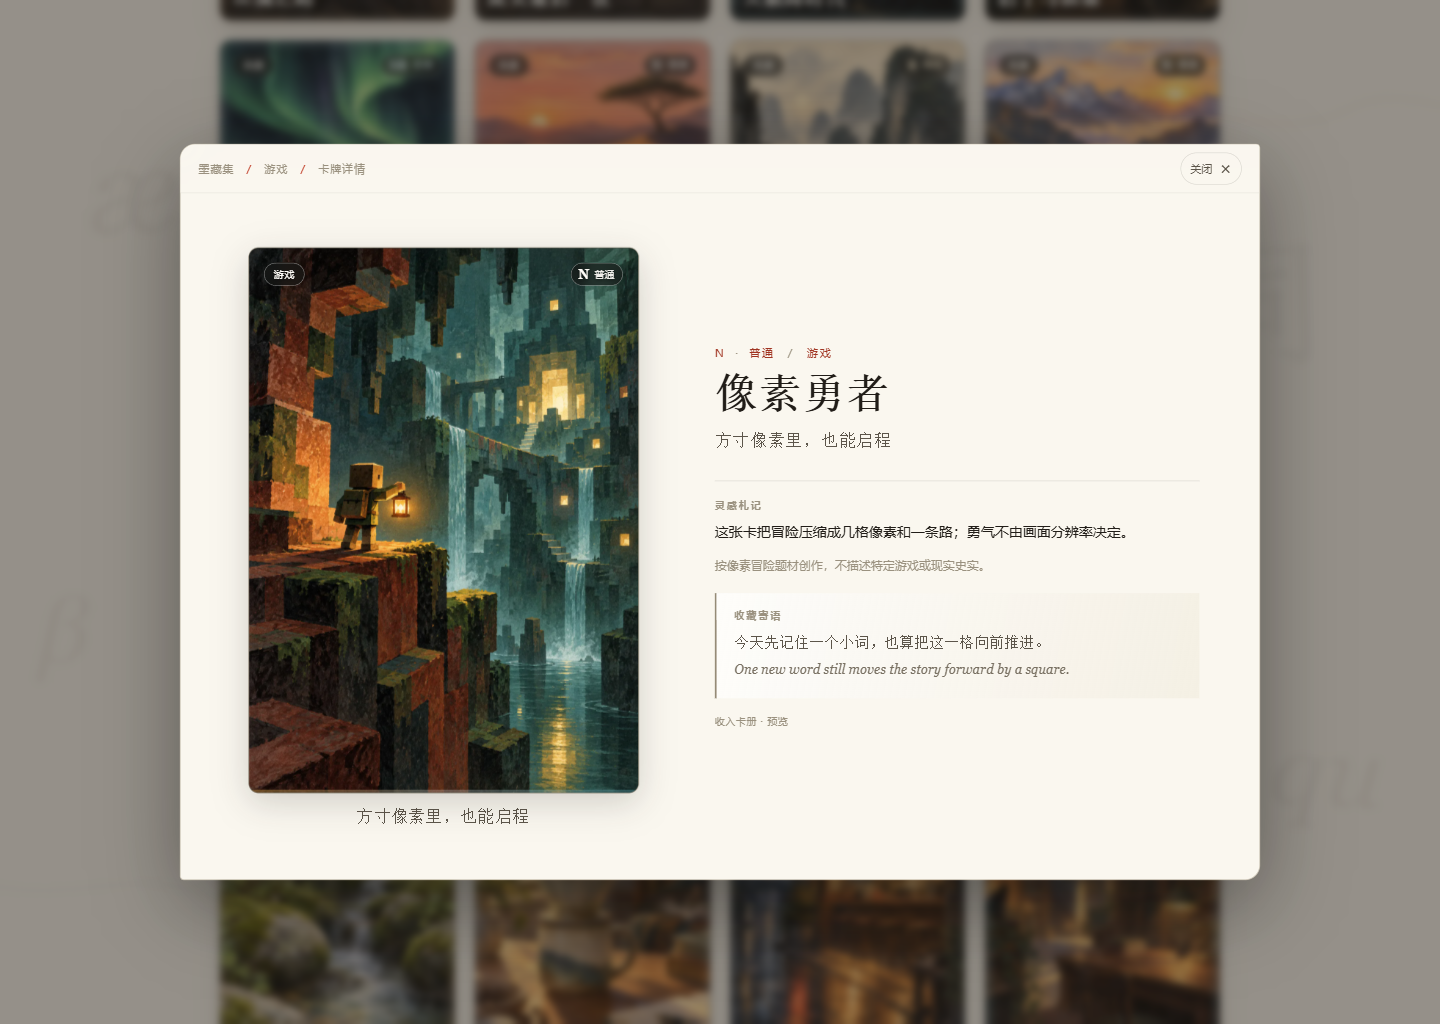 墨藏集 / 游戏 / 卡牌详情
关闭 ×
游戏
N 普通
方寸像素里，也能启程
N · 普通 / 游戏
像素勇者
方寸像素里，也能启程
灵感札记
这张卡把冒险压缩成几格像素和一条路；勇气不由画面分辨率决定。
按像素冒险题材创作，不描述特定游戏或现实史实。
收藏寄语
今天先记住一个小词，也算把这一格向前推进。
One new word still moves the story forward by a square.
收入卡册 · 预览
qu
β
æ